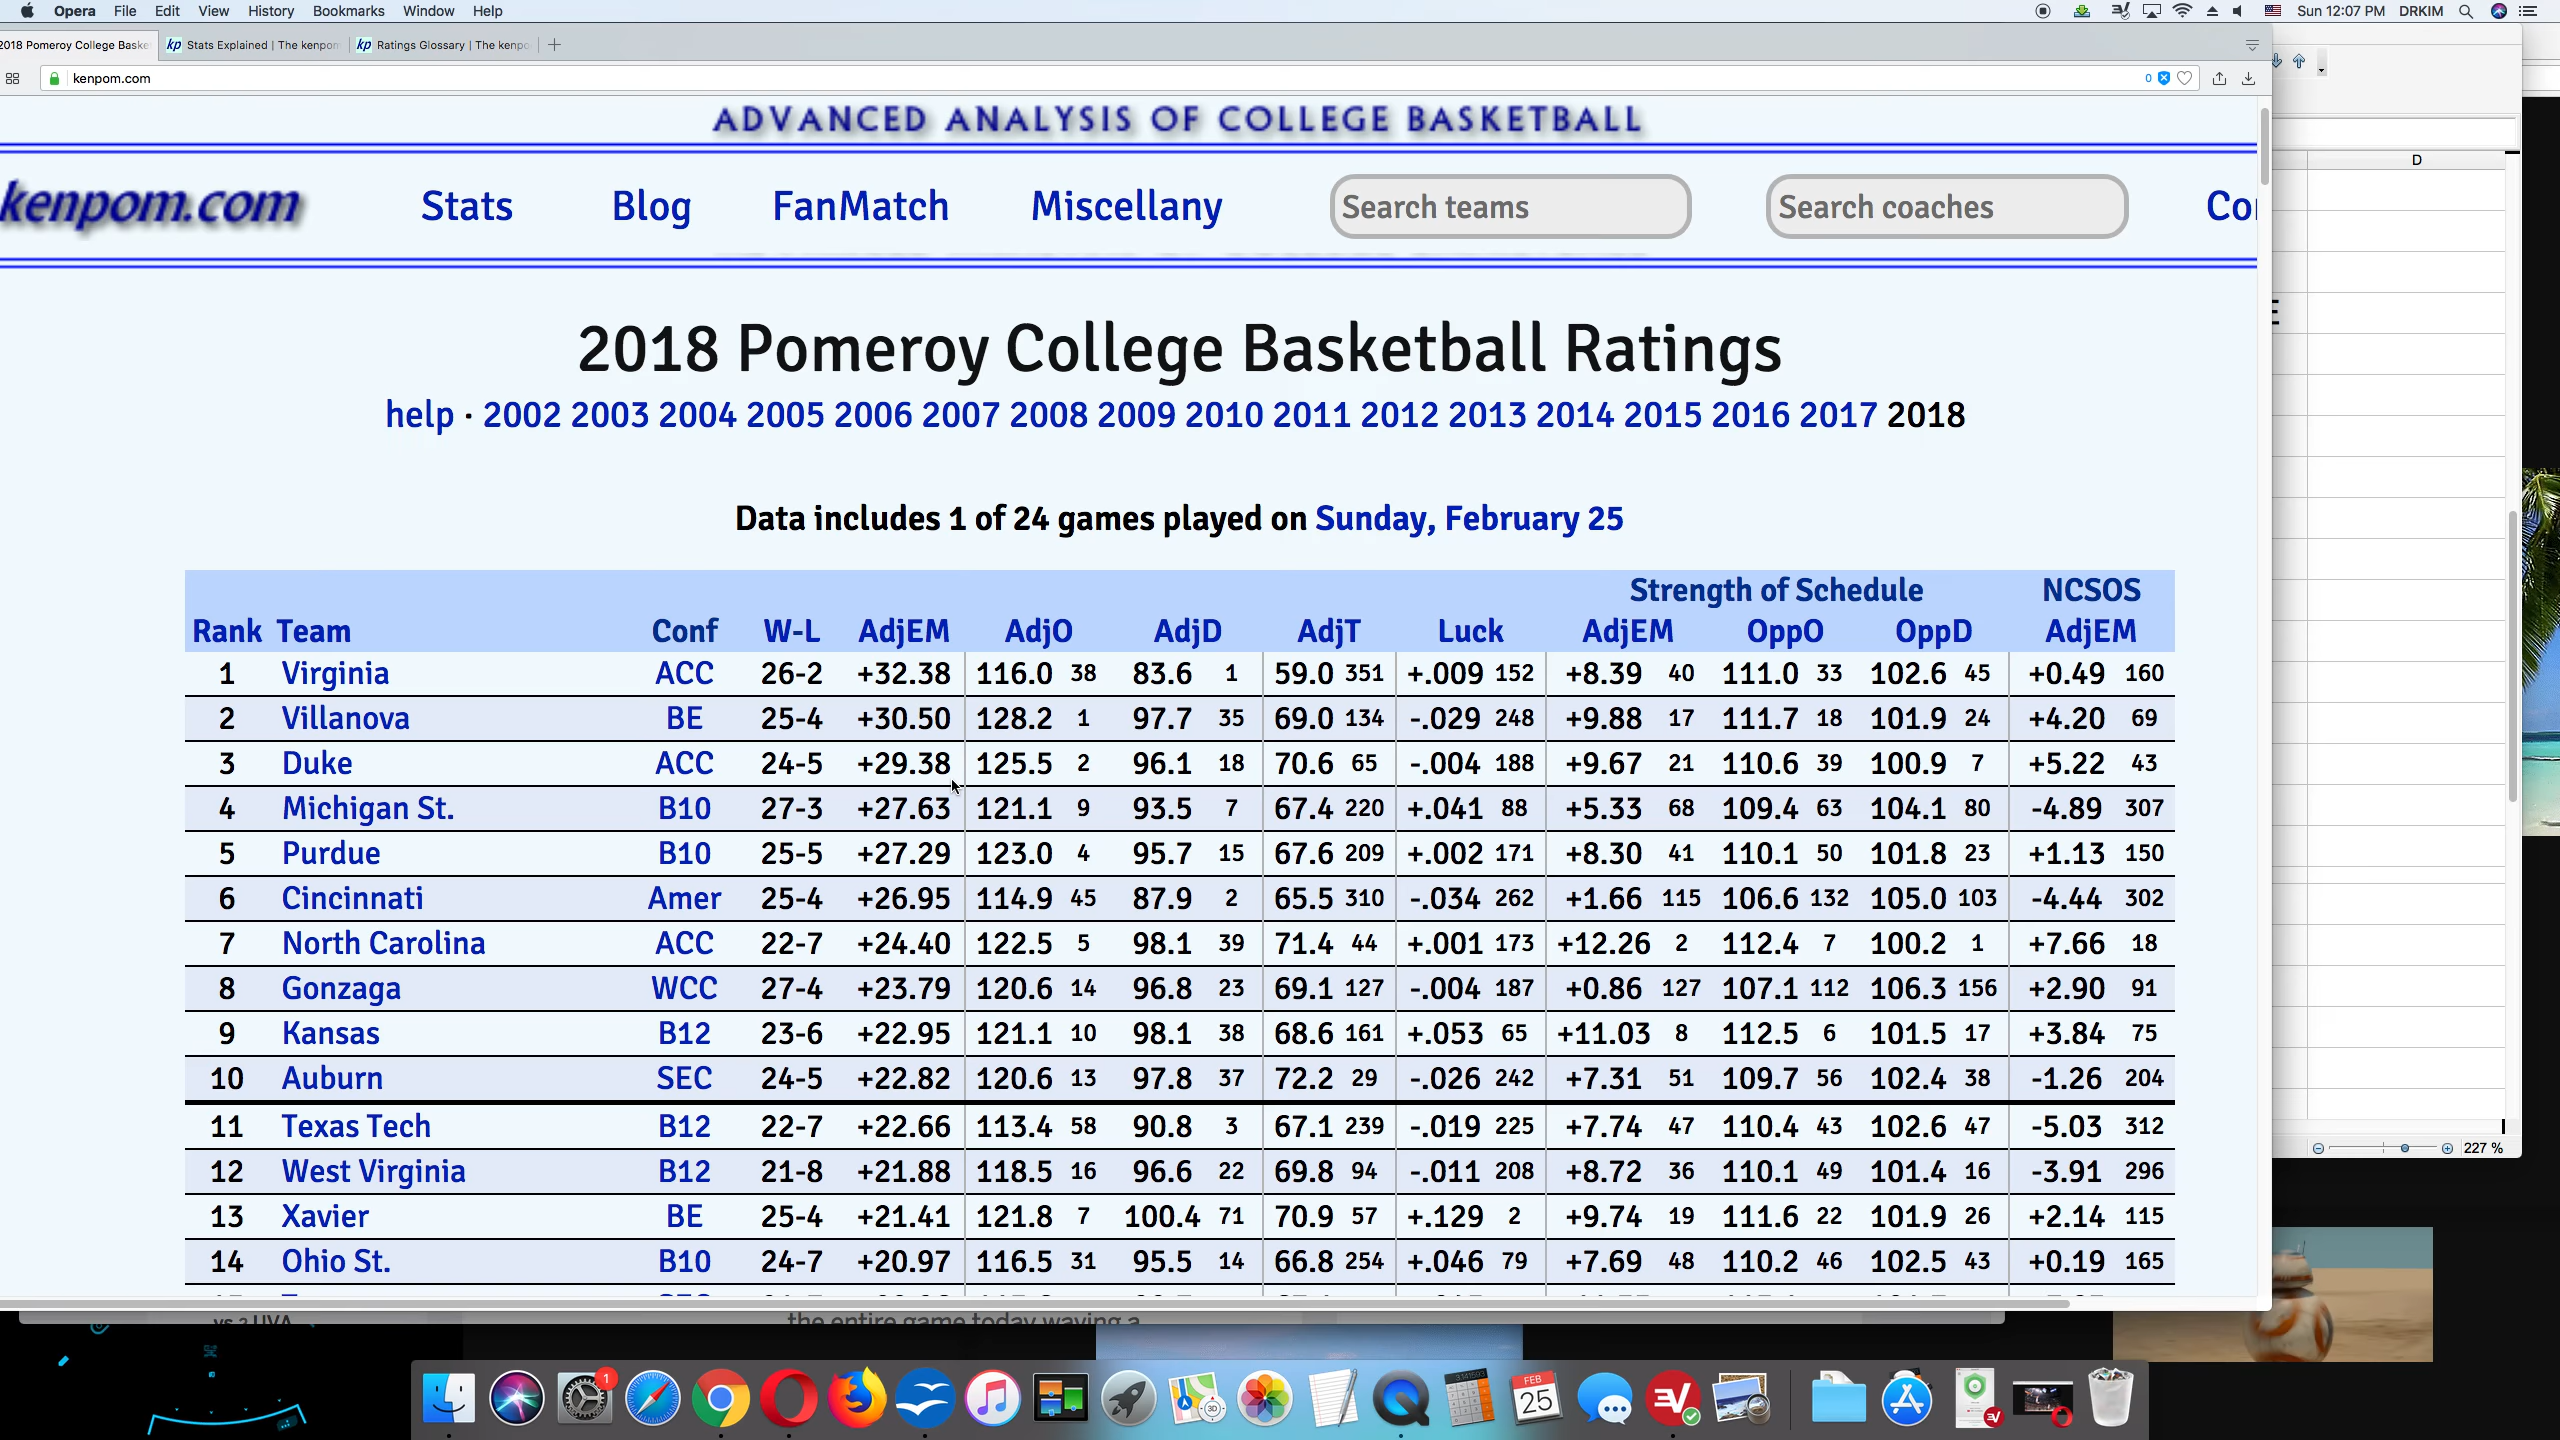 Opera File Edit View History Bookmarks Window Help Sun 12:07 PM DRKIM
2018 Pomeroy College Baske kp Stats Explained | The kenpom kp Ratings Glossary | The kenpo
kenpom.com 0
ADVANCED ANALYSIS OF COLLEGE BASKETBALL
kenpom.com Stats Blog FanMatch Miscellany Search teams Search coaches Co
D
2018 Pomeroy College Basketball Ratings
help · 2002 2003 2004 2005 2006 2007 2008 2009 2010 2011 2012 2013 2014 2015 2016 2017 2018
Data includes 1 of 24 games played on Sunday, February 25
Strength of Schedule NCSOS
Rank Team Conf W-L AdjEM AdjO AdjD AdjT Luck AdjEM OppO OppD AdjEM
1 Virginia ACC 26-2 +32.38 116.0 38 83.6 1 59.0 351 +.009 152 +8.39 40 111.0 33 102.6 45 +0.49 160
2 Villanova BE 25-4 +30.50 128.2 1 97.7 35 69.0 134 -.029 248 +9.88 17 111.7 18 101.9 24 +4.20 69
3 Duke ACC 24-5 +29.38 125.5 2 96.1 18 70.6 65 -.004 188 +9.67 21 110.6 39 100.9 7 +5.22 43
4 Michigan St. B10 27-3 +27.63 121.1 9 93.5 7 67.4 220 +.041 88 +5.33 68 109.4 63 104.1 80 -4.89 307
5 Purdue B10 25-5 +27.29 123.0 4 95.7 15 67.6 209 +.002 171 +8.30 41 110.1 50 101.8 23 +1.13 150
6 Cincinnati Amer 25-4 +26.95 114.9 45 87.9 2 65.5 310 -.034 262 +1.66 115 106.6 132 105.0 103 -4.44 302
7 North Carolina ACC 22-7 +24.40 122.5 5 98.1 39 71.4 44 +.001 173 +12.26 2 112.4 7 100.2 1 +7.66 18
8 Gonzaga WCC 27-4 +23.79 120.6 14 96.8 23 69.1 127 -.004 187 +0.86 127 107.1 112 106.3 156 +2.90 91
9 Kansas B12 23-6 +22.95 121.1 10 98.1 38 68.6 161 +.053 65 +11.03 8 112.5 6 101.5 17 +3.84 75
10 Auburn SEC 24-5 +22.82 120.6 13 97.8 37 72.2 29 -.026 242 +7.31 51 109.7 56 102.4 38 -1.26 204
11 Texas Tech B12 22-7 +22.66 113.4 58 90.8 3 67.1 239 -.019 225 +7.74 47 110.4 43 102.6 47 -5.03 312
12 West Virginia B12 21-8 +21.88 118.5 16 96.6 22 69.8 94 -.011 208 +8.72 36 110.1 49 101.4 16 -3.91 296
13 Xavier BE 25-4 +21.41 121.8 7 100.4 71 70.9 57 +.129 2 +9.74 19 111.6 22 101.9 26 +2.14 115
14 Ohio St. B10 24-7 +20.97 116.5 31 95.5 14 66.8 254 +.046 79 +7.69 48 110.2 46 102.5 43 +0.19 165
227 %
vs 2 UVA the entire game today waving a
1
FEB
25